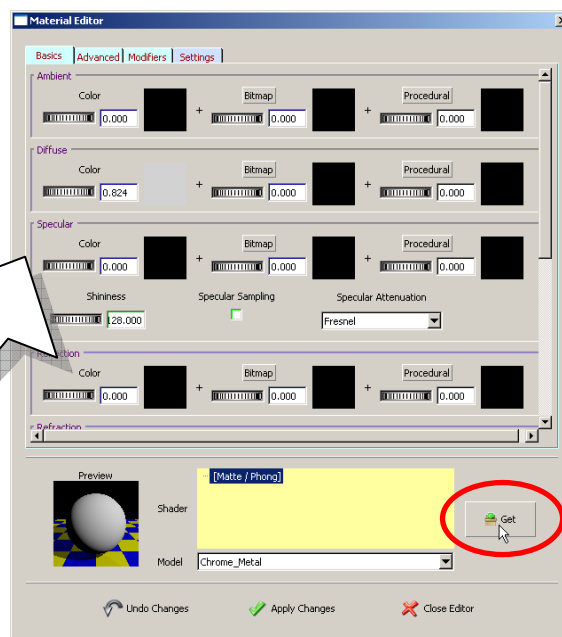 Material Editor
Basics Advanced Modifiers Settings
Ambient
Color Bitmap Procedural
0.000 + 0.000 + 0.000
Diffuse
Color Bitmap Procedural
0.824 + 0.000 + 0.000
Specular
Color Bitmap Procedural
0.000 + 0.000 + 0.000
Shininess Specular Sampling Specular Attenuation
128.000 Fresnel
Color Bitmap Procedural
0.000 + 0.000 + 0.000
Refraction
Preview
[Matte / Phong]
Shader
Get
Model Chrome_Metal
Undo Changes Apply Changes Close Editor